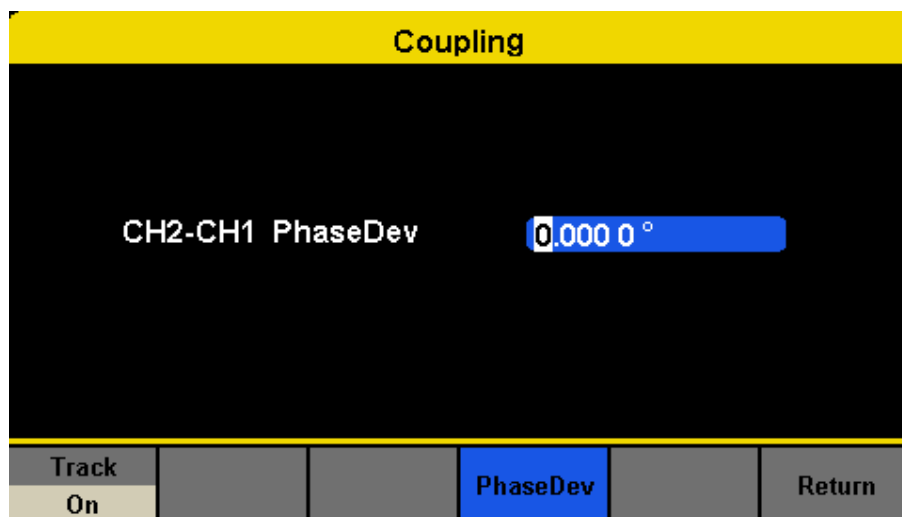 Coupling
CH2-CH1 PhaseDev 0.000 0 °
Track
On
PhaseDev
Return